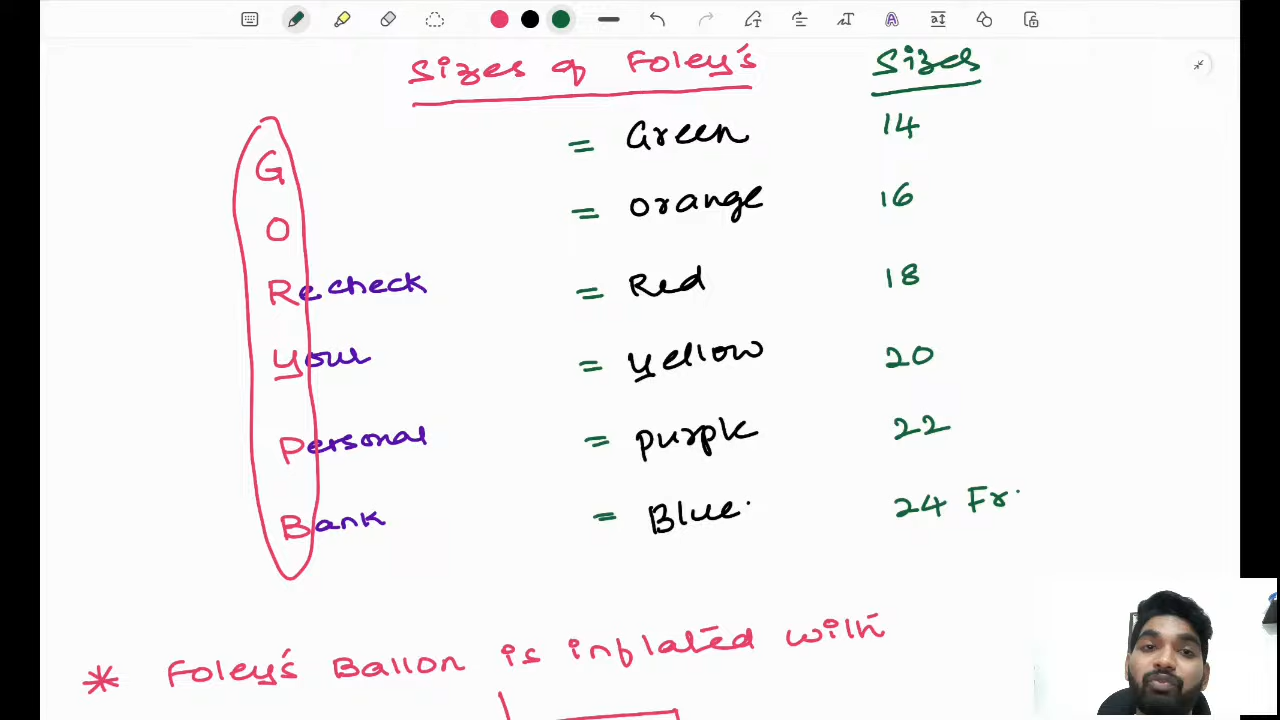 Sizes of Foley's Sizes
G = Green 14
O = orange 16
Recheck = Red 18
Your = yellow 20
Personal = purple 22
Bank = Blue. 24 Fr.
* Foley's Ballon is inflated with